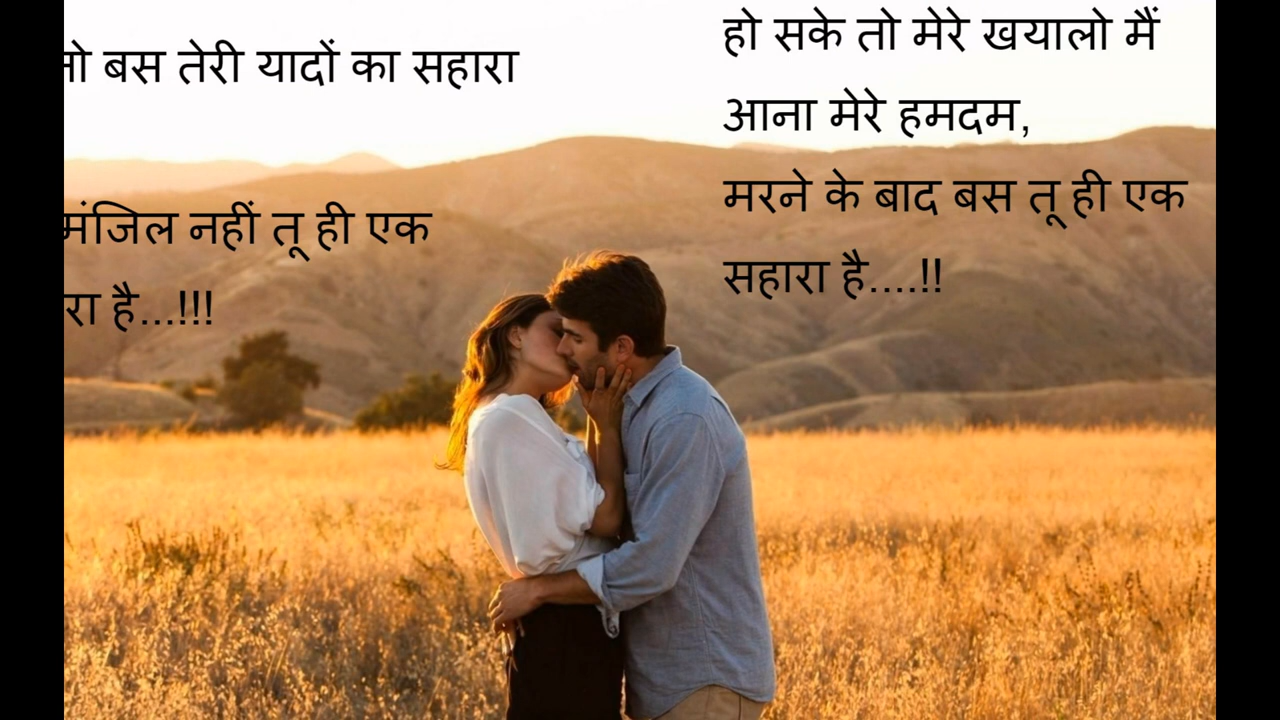 बस तेरी यादों का सहारा
मंजिल नहीं तू ही एक
है...!!!
हो सके तो मेरे खयालो मैं
आना मेरे हमदम,
मरने के बाद बस तू ही एक
सहारा है....!!